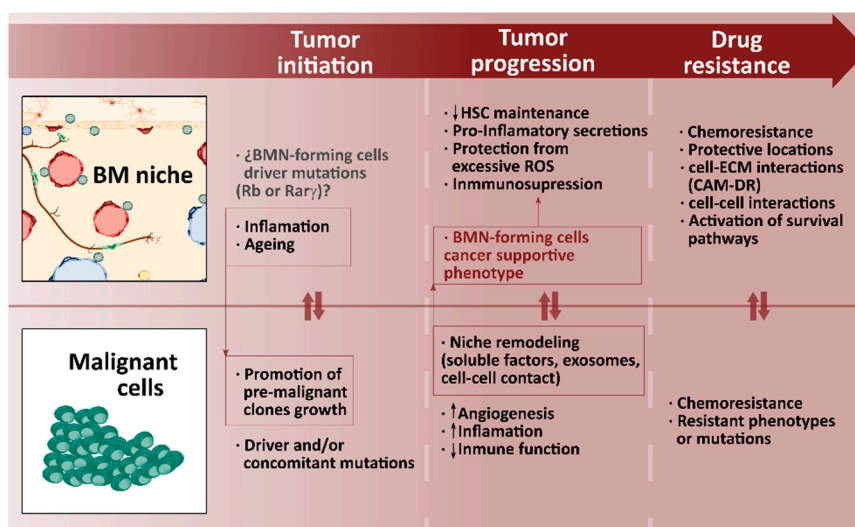 Tumor
initiation
Tumor
progression
Drug
resistance
BM niche
· ¿BMN-forming cells
driver mutations
(Rb or Rarγ)?
· Inflamation
· Ageing
· ↓HSC maintenance
· Pro-Inflamatory secretions
· Protection from
excessive ROS
· Inmmunosupression
· BMN-forming cells
cancer supportive
phenotype
· Chemoresistance
· Protective locations
· cell-ECM interactions
(CAM-DR)
· cell-cell interactions
· Activation of survival
pathways
Malignant
cells
· Promotion of
pre-malignant
clones growth
· Driver and/or
concomitant mutations
· Niche remodeling
(soluble factors, exosomes,
cell-cell contact)
· ↑Angiogenesis
· ↑Inflamation
· ↓Inmune function
· Chemoresistance
· Resistant phenotypes
or mutations